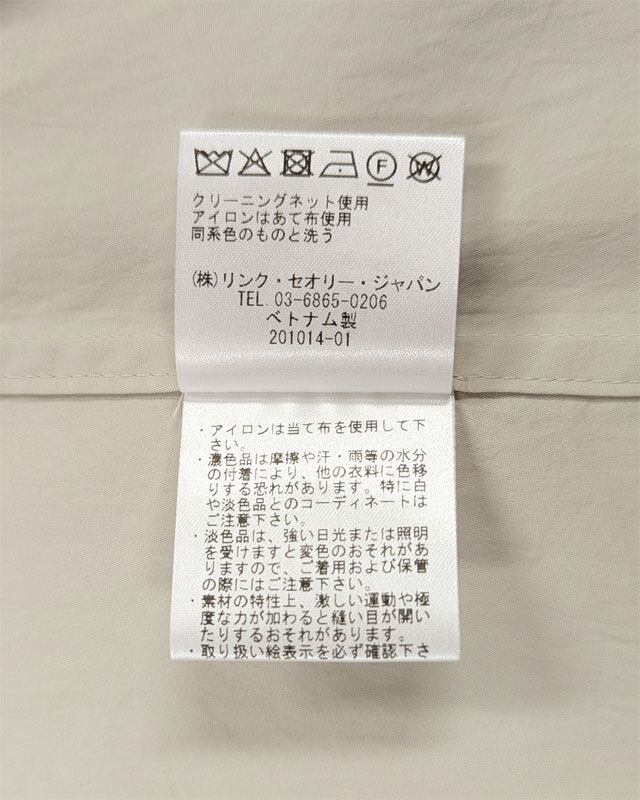 F
W
クリーニングネット使用
アイロンはあて布使用
同系色のものと洗う
(株)リンク・セオリー・ジャパン
TEL. 03-6865-0206
ベトナム製
201014-01
・アイロンは当て布を使用して下
さい。
・濃色品は摩擦や汗・雨等の水分
の付着により、他の衣料に色移
りする恐れがあります。特に白
や淡色品とのコーディネートは
ご注意下さい。
・淡色品は、強い日光または照明
を受けますと変色のおそれがあ
りますので、ご着用および保管
の際にはご注意下さい。
・素材の特性上、激しい運動や極
度な力が加わると縫い目が開い
たりするおそれがあります。
・取り扱い絵表示を必ず確認下さ